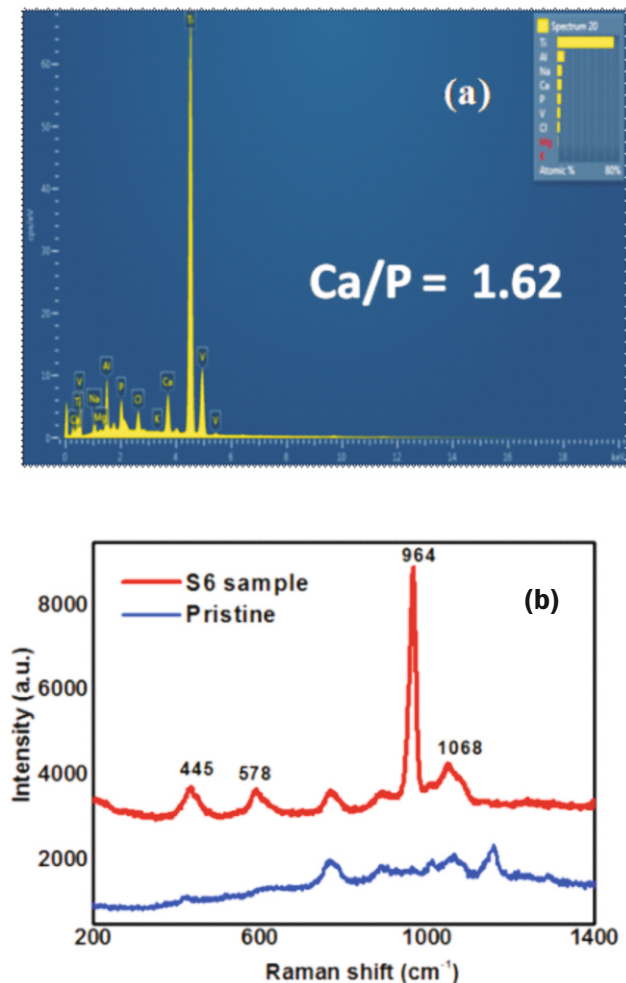 Spectrum 20
Ti
Al
Na
Ca
P
V
Cl
Mg
K
Atomic % 80%
(a)
Ca/P = 1.62
cps/eV
60
50
40
30
20
10
0
Ti
V
Ti
Na
Mg
Al
P
Cl
K
Ca
V
V
0 2 4 6 8 10 12 14 16 18 keV
964
S6 sample
Pristine
(b)
8000
6000
4000
2000
Intensity (a.u.)
445 578 1068
200 600 1000 1400
Raman shift (cm⁻¹)